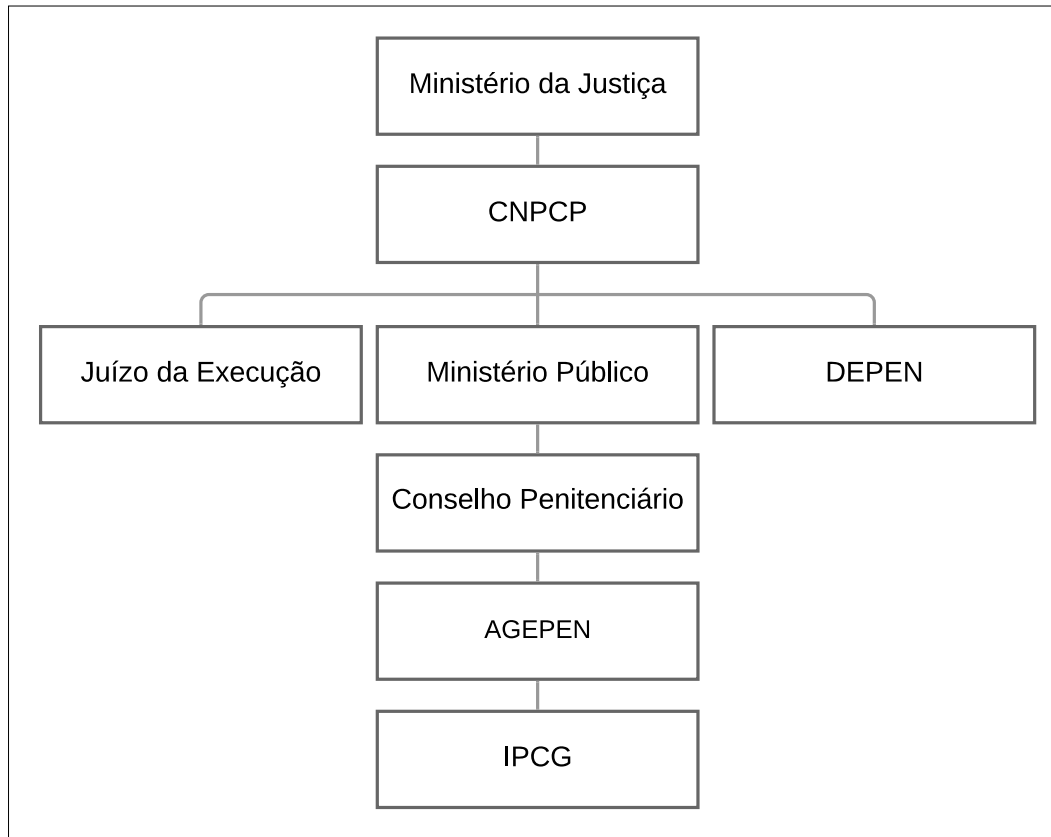 Ministério da Justiça
CNPCP
Juízo da Execução
Ministério Público
DEPEN
Conselho Penitenciário
AGEPEN
IPCG